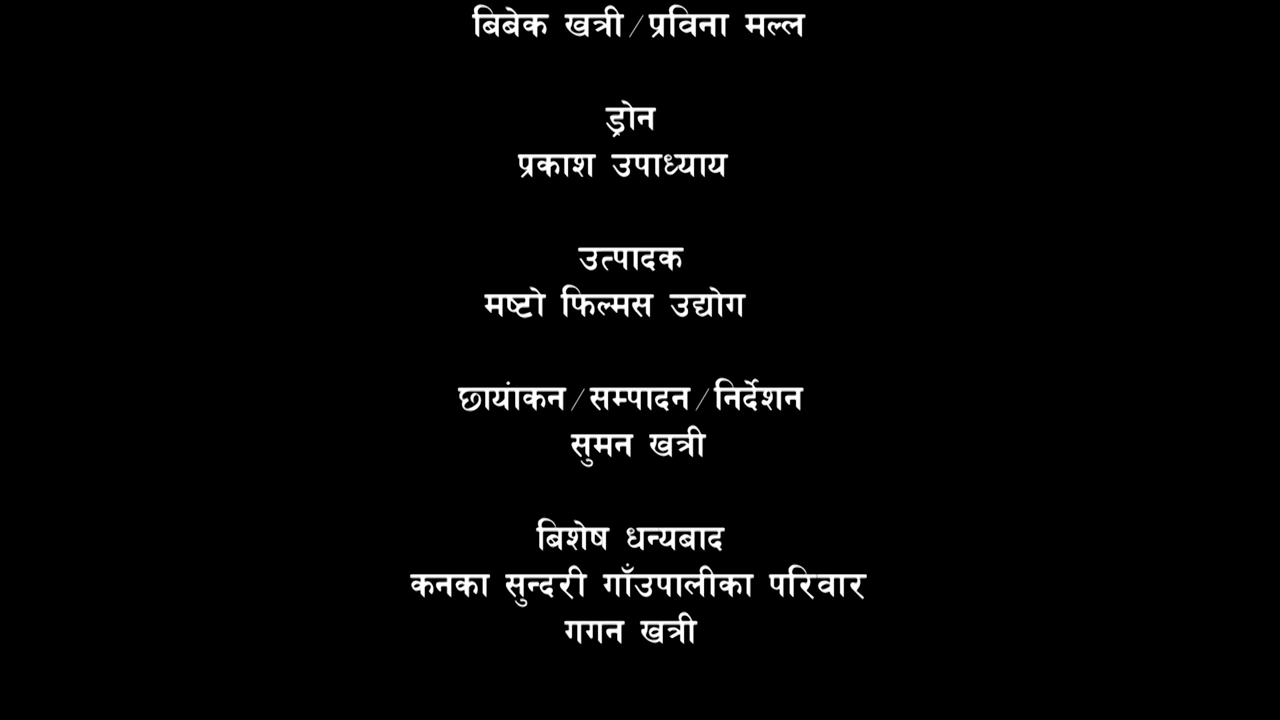 बिबेक खत्री/प्रविना मल्ल
ड्रोन
प्रकाश उपाध्याय
उत्पादक
मष्टो फिल्मस उद्योग
छायांकन/सम्पादन/निर्देशन
सुमन खत्री
बिशेष धन्यबाद
कनका सुन्दरी गाँउपालीका परिवार
गगन खत्री